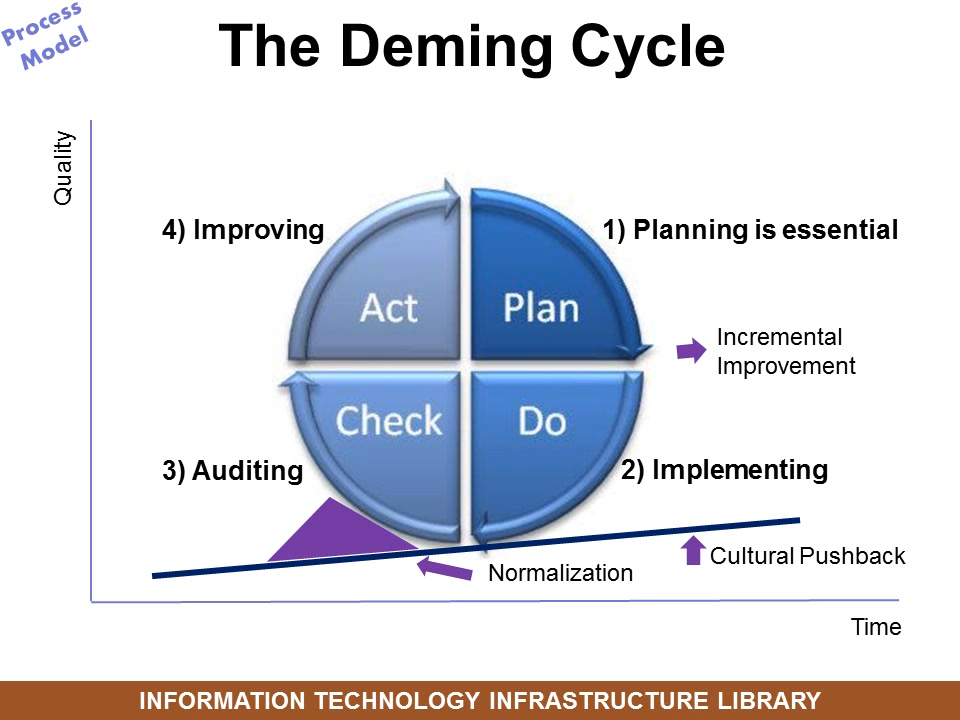 Process
Model
The Deming Cycle
Quality
4) Improving
1) Planning is essential
Act
Plan
Incremental
Improvement
Check
Do
3) Auditing
2) Implementing
Cultural Pushback
Normalization
Time
INFORMATION TECHNOLOGY INFRASTRUCTURE LIBRARY